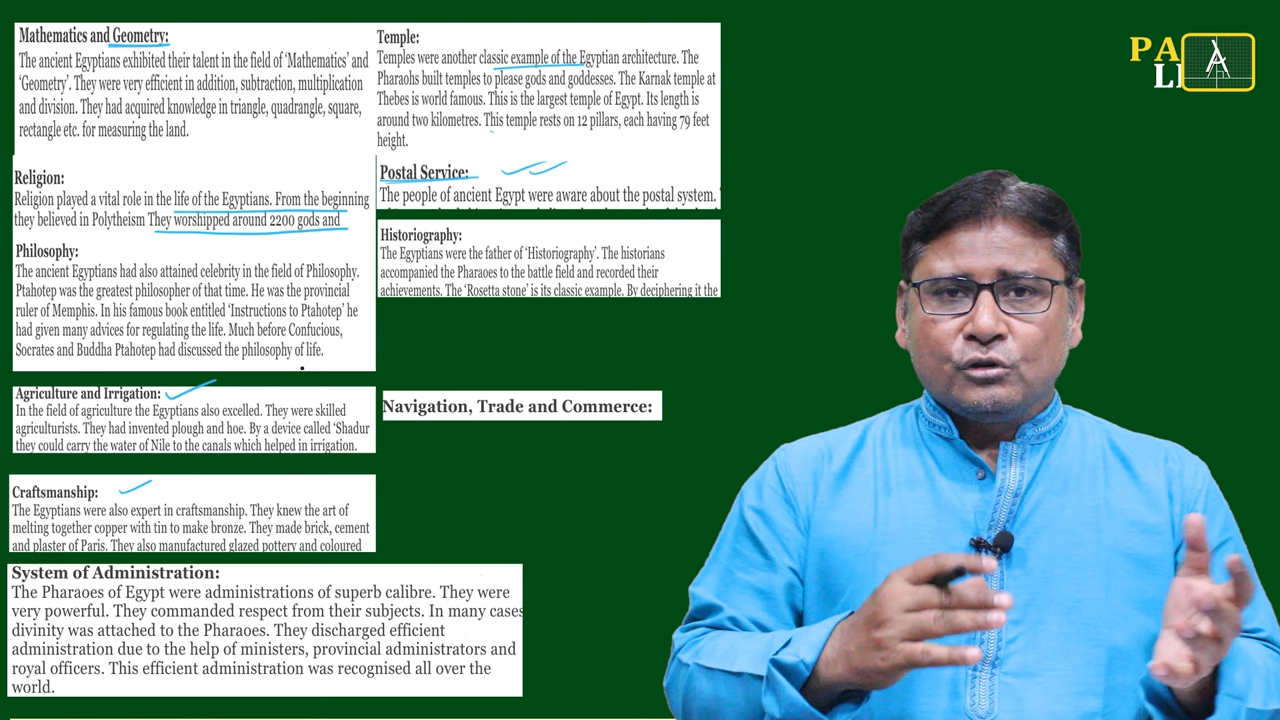 Mathematics and Geometry:
The ancient Egyptians exhibited their talent in the field of ‘Mathematics’ and
‘Geometry’. They were very efficient in addition, subtraction, multiplication
and division. They had acquired knowledge in triangle, quadrangle, square,
rectangle etc. for measuring the land.
Religion:
Religion played a vital role in the life of the Egyptians. From the beginning
they believed in Polytheism They worshipped around 2200 gods and
Philosophy:
The ancient Egyptians had also attained celebrity in the field of Philosophy.
Ptahotep was the greatest philosopher of that time. He was the provincial
ruler of Memphis. In his famous book entitled ‘Instructions to Ptahotep’ he
had given many advices for regulating the life. Much before Confucious,
Socrates and Buddha Ptahotep had discussed the philosophy of life.
Agriculture and Irrigation:
In the field of agriculture the Egyptians also excelled. They were skilled
agriculturists. They had invented plough and hoe. By a device called ‘Shadur
they could carry the water of Nile to the canals which helped in irrigation.
Craftsmanship:
The Egyptians were also expert in craftsmanship. They knew the art of
melting together copper with tin to make bronze. They made brick, cement
and plaster of Paris. They also manufactured glazed pottery and coloured
System of Administration:
The Pharaoes of Egypt were administrations of superb calibre. They were
very powerful. They commanded respect from their subjects. In many cases
divinity was attached to the Pharaoes. They discharged efficient
administration due to the help of ministers, provincial administrators and
royal officers. This efficient administration was recognised all over the
world.
Temple:
Temples were another classic example of the Egyptian architecture. The
Pharaohs built temples to please gods and goddesses. The Karnak temple at
Thebes is world famous. This is the largest temple of Egypt. Its length is
around two kilometres. This temple rests on 12 pillars, each having 79 feet
height.
Postal Service:
The people of ancient Egypt were aware about the postal system.
Historiography:
The Egyptians were the father of ‘Historiography’. The historians
accompanied the Pharaoes to the battle field and recorded their
achievements. The ‘Rosetta stone’ is its classic example. By deciphering it the
Navigation, Trade and Commerce:
PA